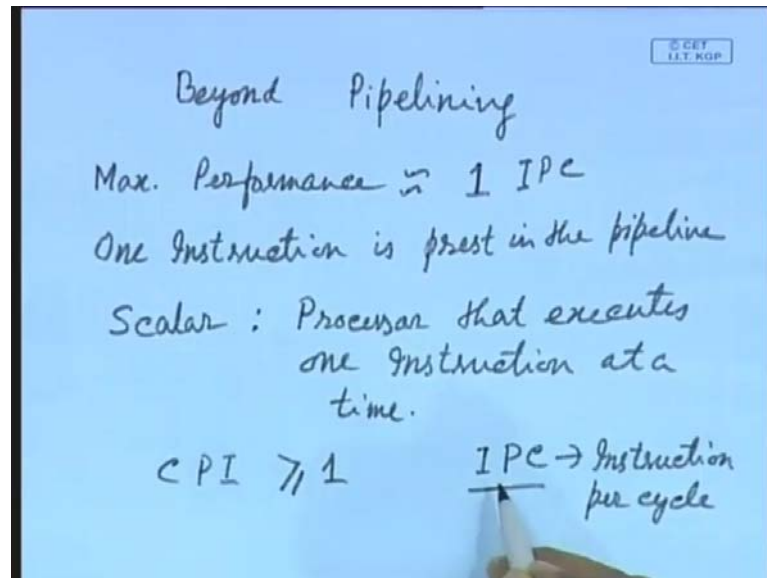 © CET
I.I.T. KGP
Beyond Pipelining
Max. Performance ≈ 1 IPC
One Instruction is prest in the pipeline
Scalar : Processor that executes
one Instruction at a
time.
CPI ≥ 1 IPC → Instruction
per cycle